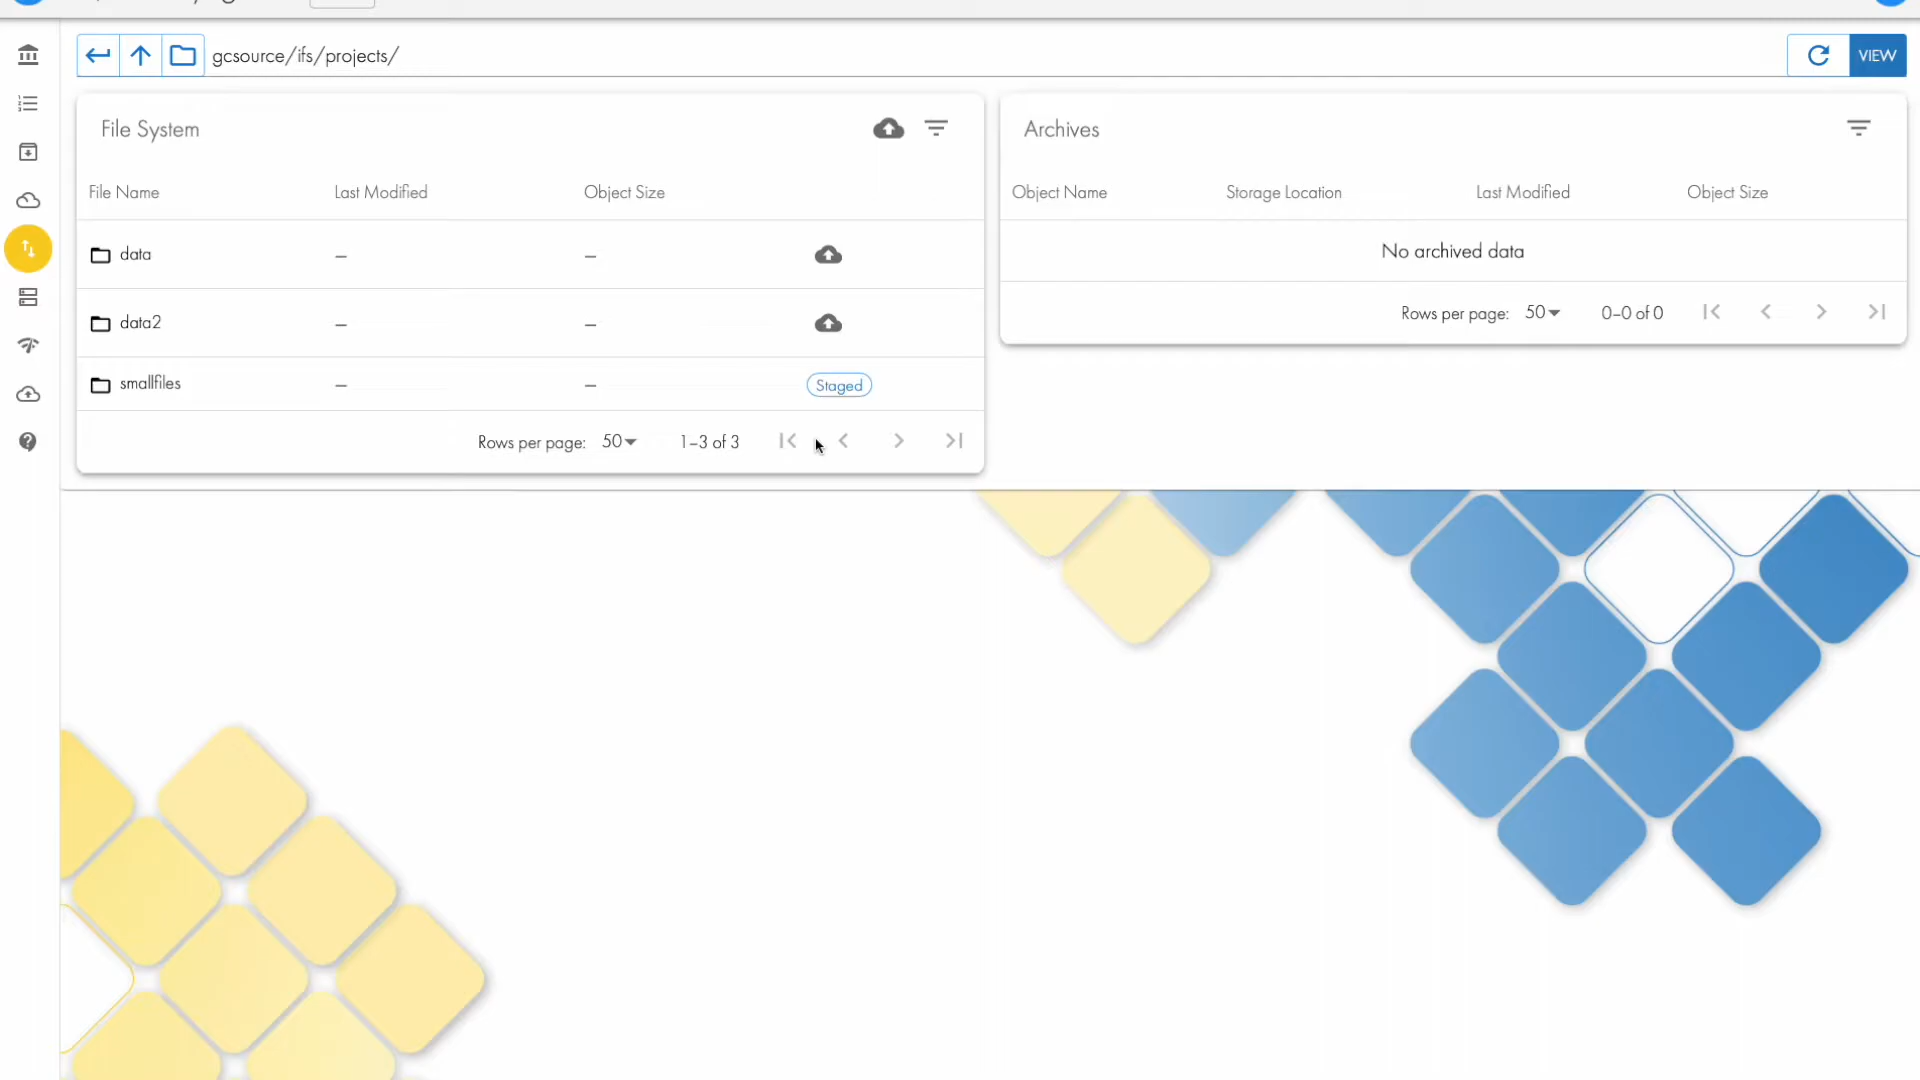 gcsource/ifs/projects/
VIEW
File System
Archives
File Name Last Modified Object Size
Object Name Storage Location Last Modified Object Size
data – –
No archived data
Rows per page: 50 0–0 of 0
data2 – –
smallfiles – – Staged
Rows per page: 50 1–3 of 3